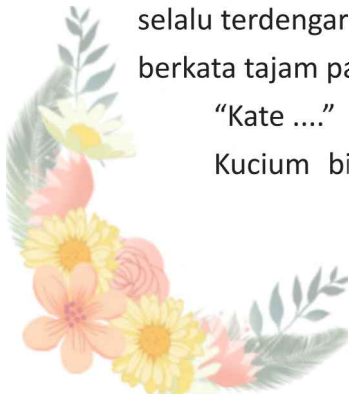 selalu terdengar
berkata tajam pa
“Kate ....”
Kucium bi